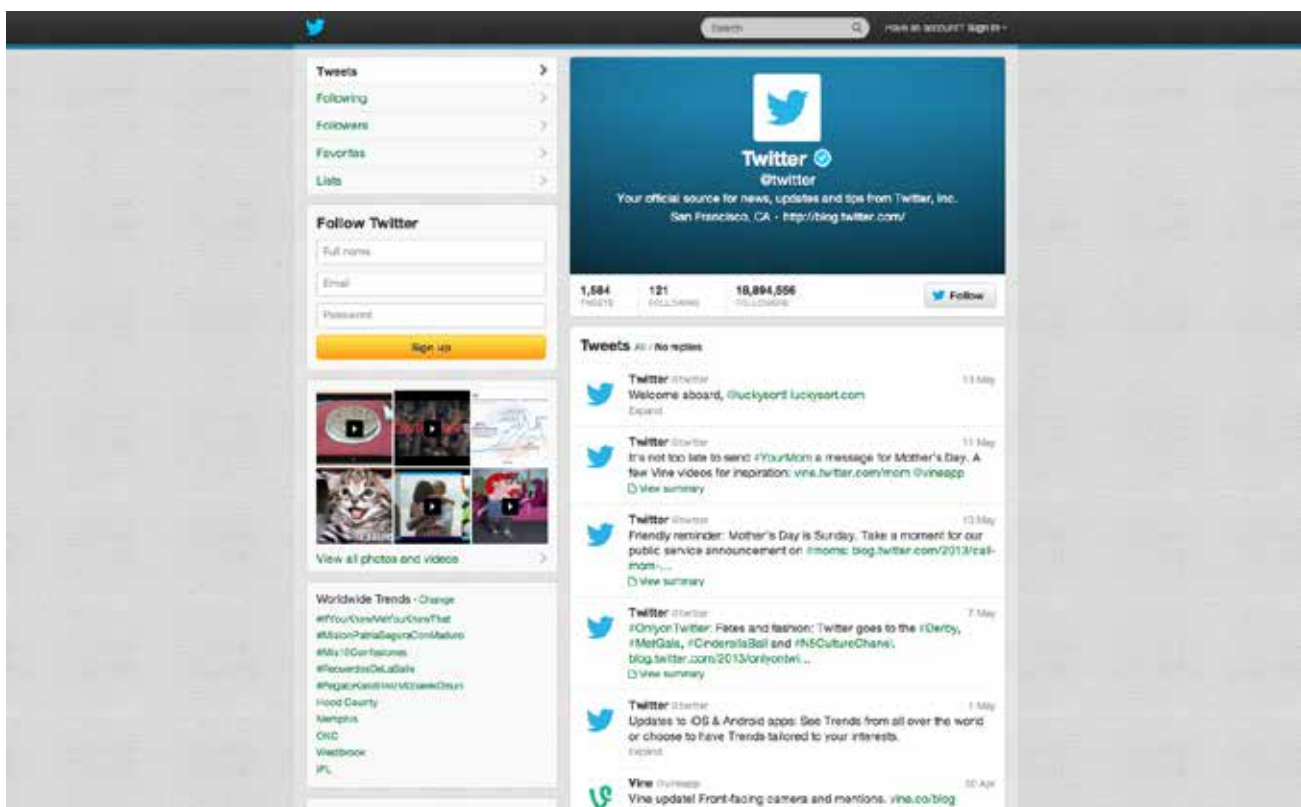 Search
Have an account? Sign in
Tweets
Following
Followers
Favorites
Lists
Follow Twitter
Full name
Email
Password
Sign up
View all photos and videos
Worldwide Trends · Change
#IfYouKnowMeYouKnowThat
#MisionPatriaSeguraConMaduro
#My10Confessions
#RecuerdosDeLaSalle
Hood County
Memphis
OKC
Westbrook
IPL
Twitter
@twitter
Your official source for news, updates and tips from Twitter, Inc.
San Francisco, CA · http://blog.twitter.com/
1,584 121 18,894,556
TWEETS FOLLOWING FOLLOWERS
Follow
Tweets All / No replies
Twitter @twitter 13 May
Welcome aboard, @luckysort! luckysort.com
Expand
Twitter @twitter 11 May
It's not too late to send #YourMom a message for Mother's Day. A
few Vine videos for inspiration: vine.twitter.com/mom @vineapp
View summary
Twitter @twitter 10 May
Friendly reminder: Mother's Day is Sunday. Take a moment for our
public service announcement on #moms: blog.twitter.com/2013/call-
mom-...
View summary
Twitter @twitter 7 May
#OnlyonTwitter: Fetes and fashion: Twitter goes to the #Derby,
#MetGala, #CinderellaBall and #N5CultureChanel.
blog.twitter.com/2013/onlyontwi...
View summary
Twitter @twitter 1 May
Updates to iOS & Android apps: See Trends from all over the world
or choose to have Trends tailored to your interests.
Expand
Vine @vineapp 30 Apr
Vine update! Front-facing camera and mentions. vine.co/blog